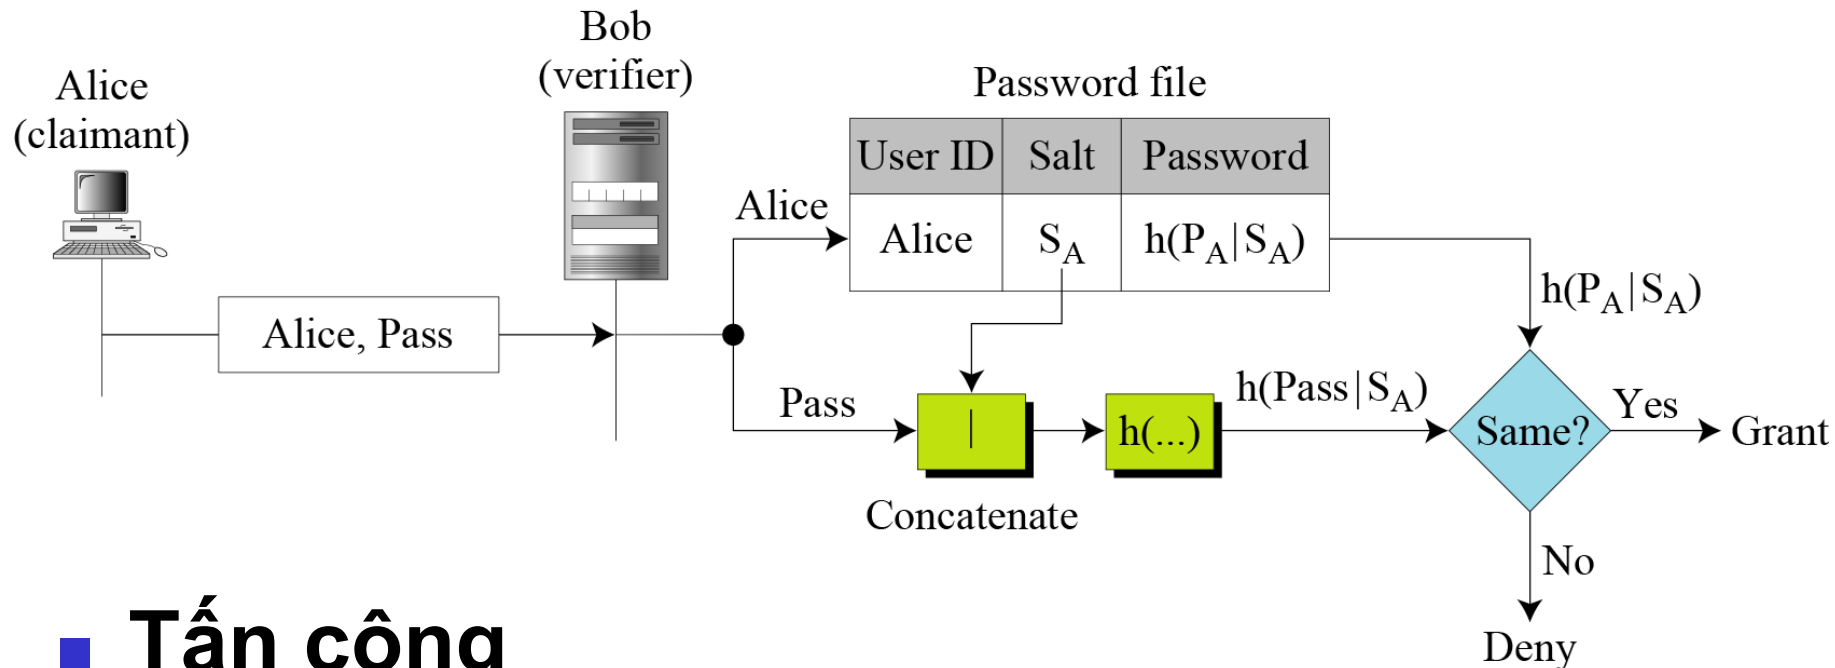 Alice
(claimant)
Bob
(verifier)
Password file
User ID Salt Password
Alice S_A h(P_A|S_A)
Alice
Alice, Pass
Pass
|
Concatenate
h(...)
h(Pass|S_A)
h(P_A|S_A)
Same?
Yes
Grant
No
Deny
Tấn công